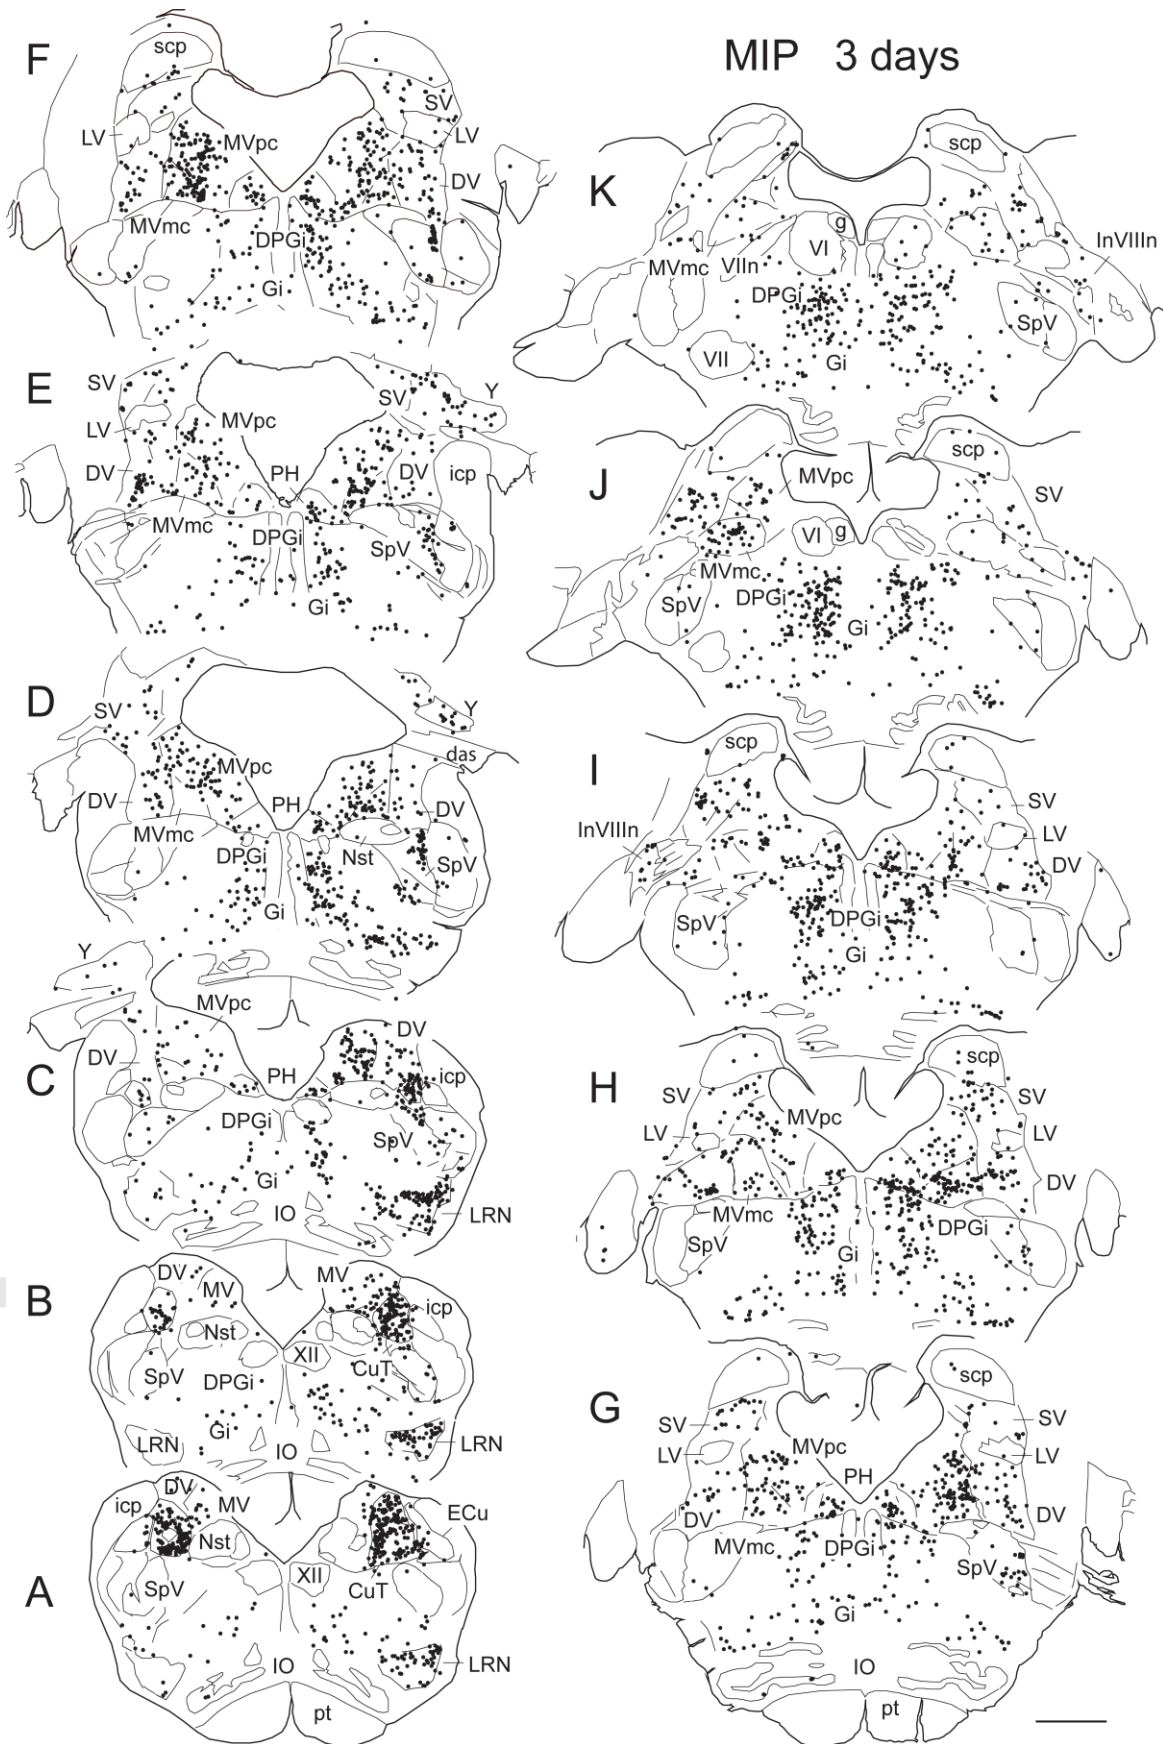 MIP 3 days
F
scp
SV
LV
MVpc
LV
DV
MVmc
DPGi
Gi
E
SV
SV
Y
MVpc
LV
DV
PH
DV
icp
MVmc
DPGi
SpV
Gi
D
SV
Y
MVpc
das
DV
PH
DV
MVmc
DPGi
Nst
SpV
Gi
Y
MVpc
DV
DV
C
PH
icp
DPGi
SpV
Gi
IO
LRN
B
DV
MV
MV
icp
Nst
XII
SpV
DPGi
CuT
Gi
LRN
IO
LRN
DV
icp
MV
ECu
Nst
A
SpV
XII
CuT
IO
LRN
pt
K
scp
g
VI
InVIIIn
MVmc
VIIn
DPGi
SpV
VII
Gi
J
scp
MVpc
SV
VI
g
MVmc
DPGi
SpV
Gi
I
scp
SV
InVIIIn
LV
DV
SpV
DPGi
Gi
H
scp
SV
SV
MVpc
LV
LV
DV
MVmc
DPGi
SpV
Gi
G
scp
SV
SV
MVpc
LV
LV
PH
DV
DV
MVmc
DPGi
SpV
Gi
IO
pt